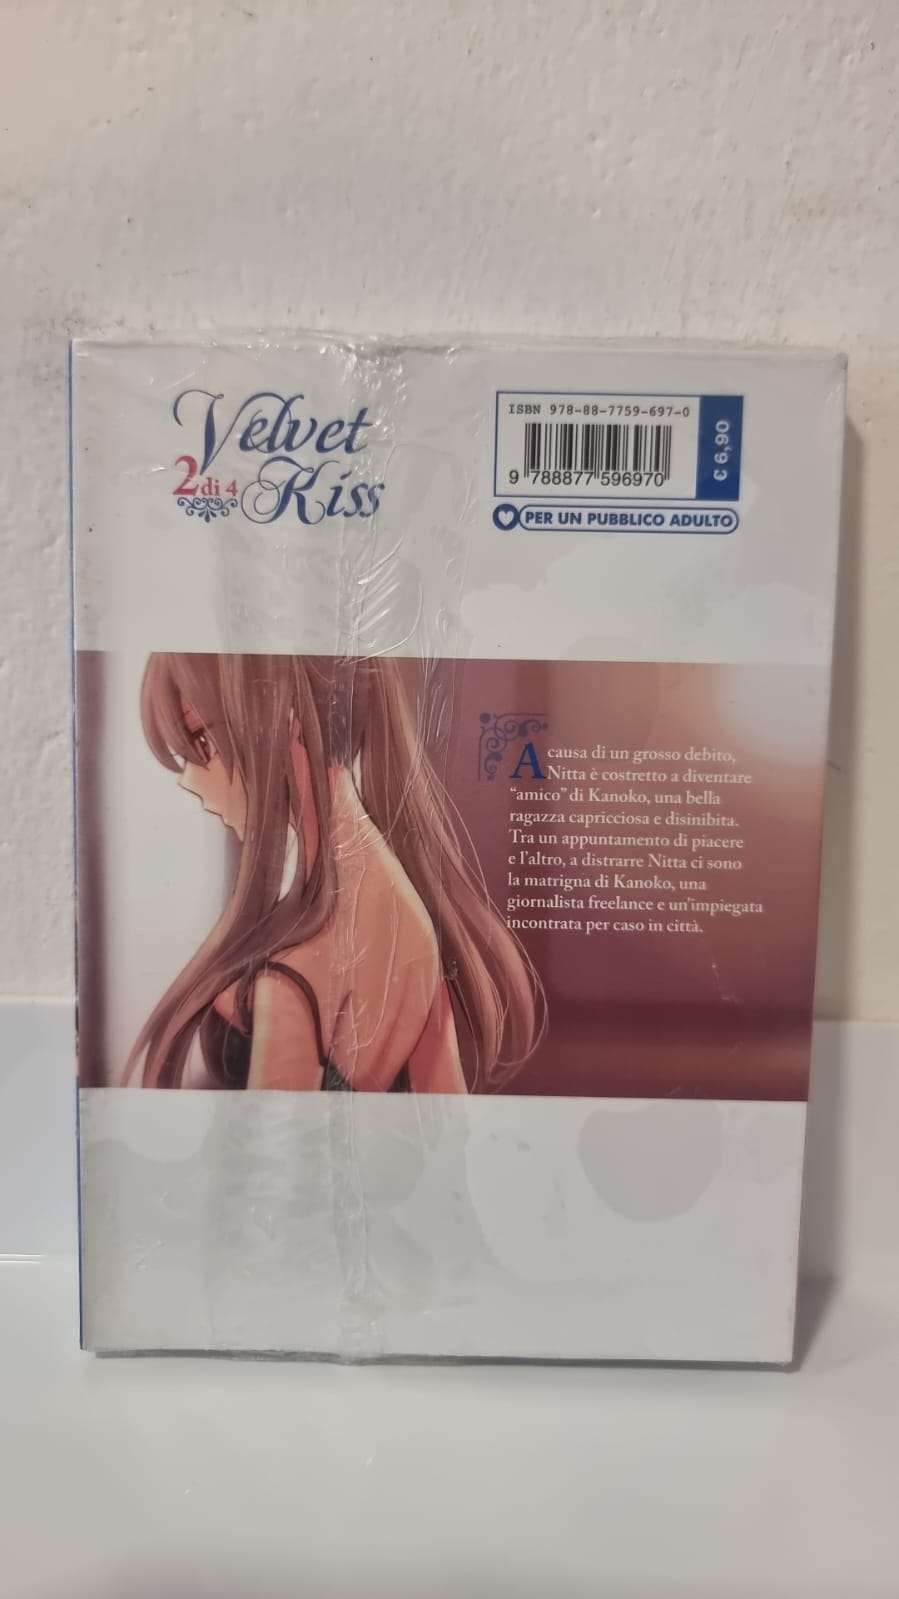 Velvet
2 di 4
Kiss
ISBN 978-88-7759-697-0
9 788877 596970
€ 6,90
PER UN PUBBLICO ADULTO
A causa di un grosso debito,
Nitta è costretto a diventare
“amico” di Kanoko, una bella
ragazza capricciosa e disinibita.
Tra un appuntamento di piacere
e l’altro, a distrarre Nitta ci sono
la matrigna di Kanoko, una
giornalista freelance e un’impiegata
incontrata per caso in città.